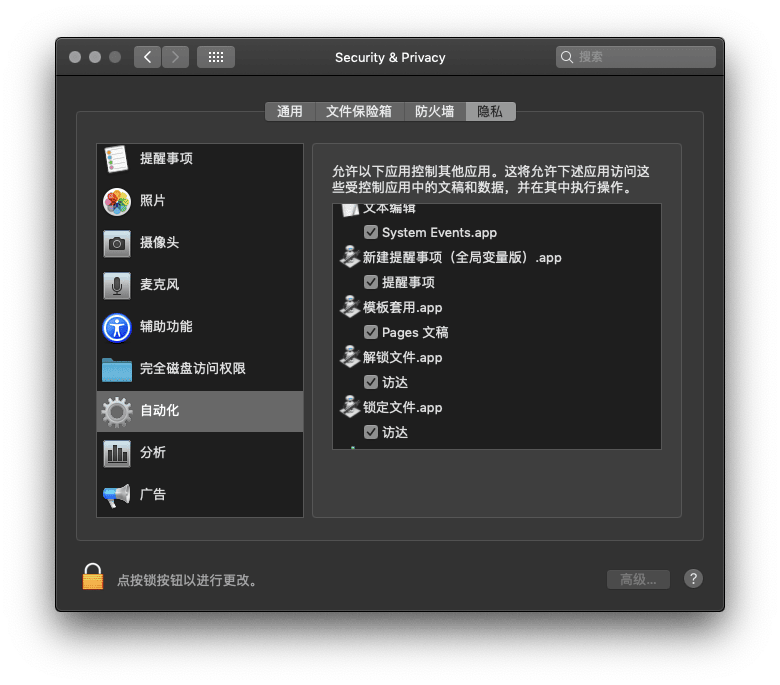 Security & Privacy
搜索
通用
文件保险箱
防火墙
隐私
提醒事项
照片
摄像头
麦克风
辅助功能
完全磁盘访问权限
自动化
分析
广告
允许以下应用控制其他应用。这将允许下述应用访问这
些受控制应用中的文稿和数据，并在其中执行操作。
文本编辑
System Events.app
新建提醒事项（全局变量版）.app
提醒事项
模板套用.app
Pages 文稿
解锁文件.app
访达
锁定文件.app
访达
点按锁按钮以进行更改。
高级...
?